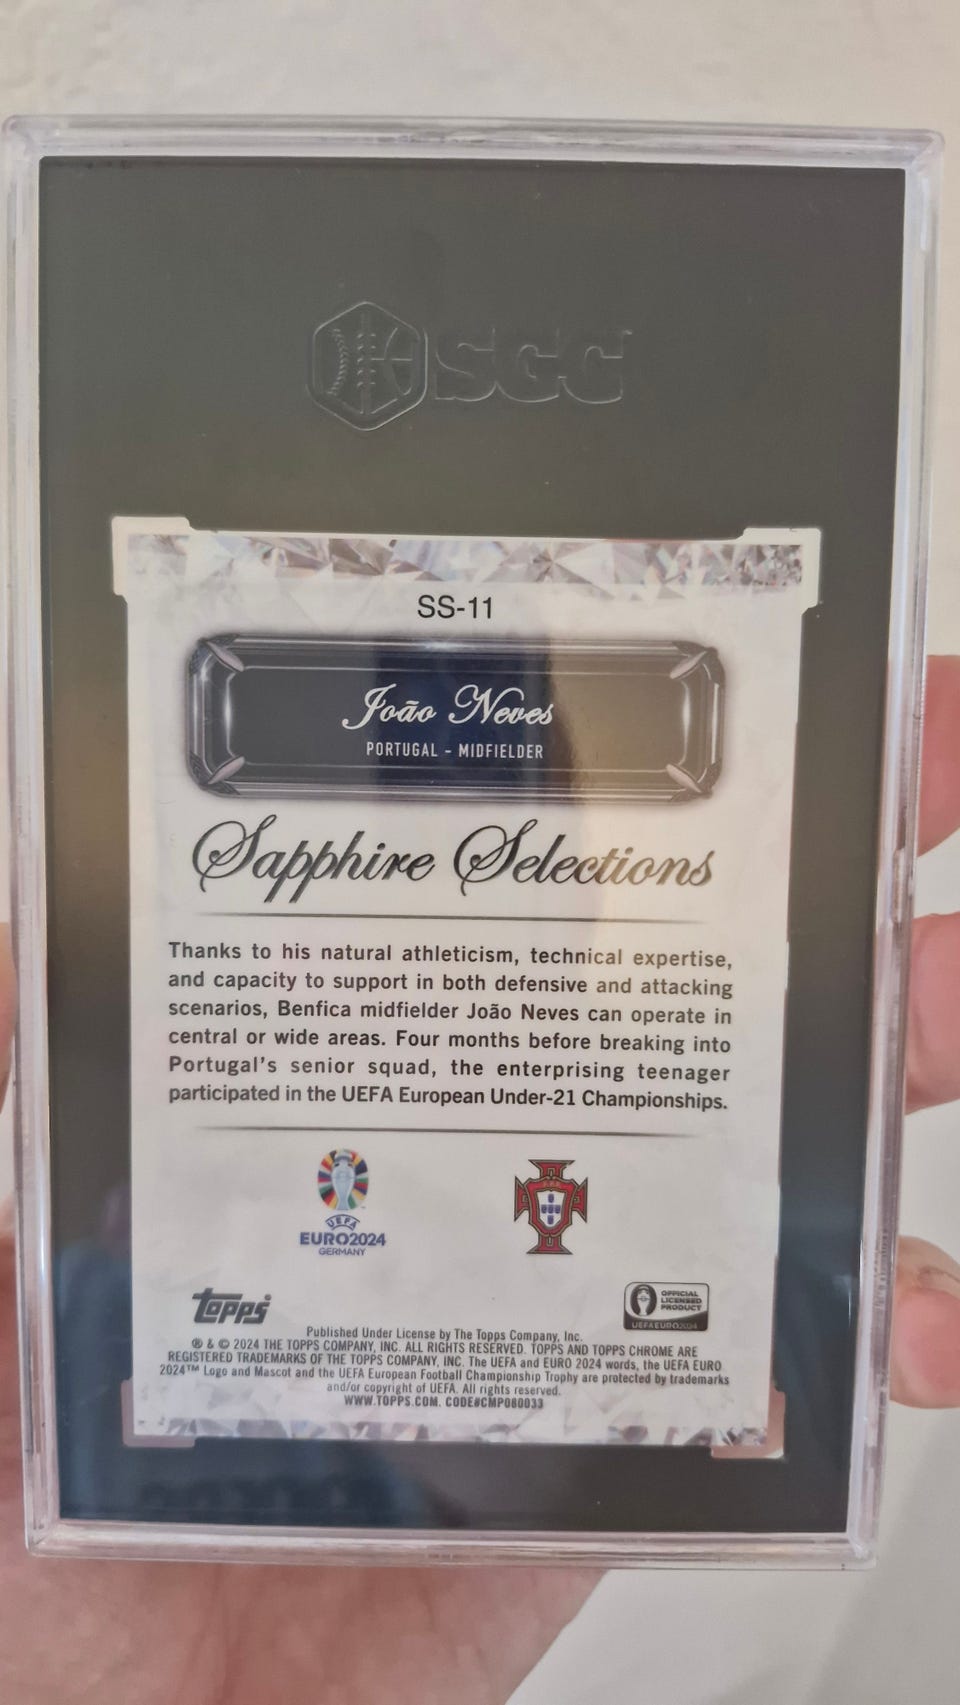 SGC
SS-11
João Neves
PORTUGAL – MIDFIELDER
Sapphire Selections
Thanks to his natural athleticism, technical expertise,
and capacity to support in both defensive and attacking
scenarios, Benfica midfielder João Neves can operate in
central or wide areas. Four months before breaking into
Portugal's senior squad, the enterprising teenager
participated in the UEFA European Under-21 Championships.
UEFA
EURO2024
GERMANY
topps
OFFICIAL
LICENSED
PRODUCT
UEFA EURO2024
Published Under License by The Topps Company, Inc.
® & © 2024 THE TOPPS COMPANY, INC. ALL RIGHTS RESERVED. TOPPS AND TOPPS CHROME ARE
REGISTERED TRADEMARKS OF THE TOPPS COMPANY, INC. The UEFA and EURO 2024 words, the UEFA EURO
2024™ Logo and Mascot and the UEFA European Football Championship Trophy are protected by trademarks
and/or copyright of UEFA. All rights reserved.
WWW.TOPPS.COM. CODE#CMP080033